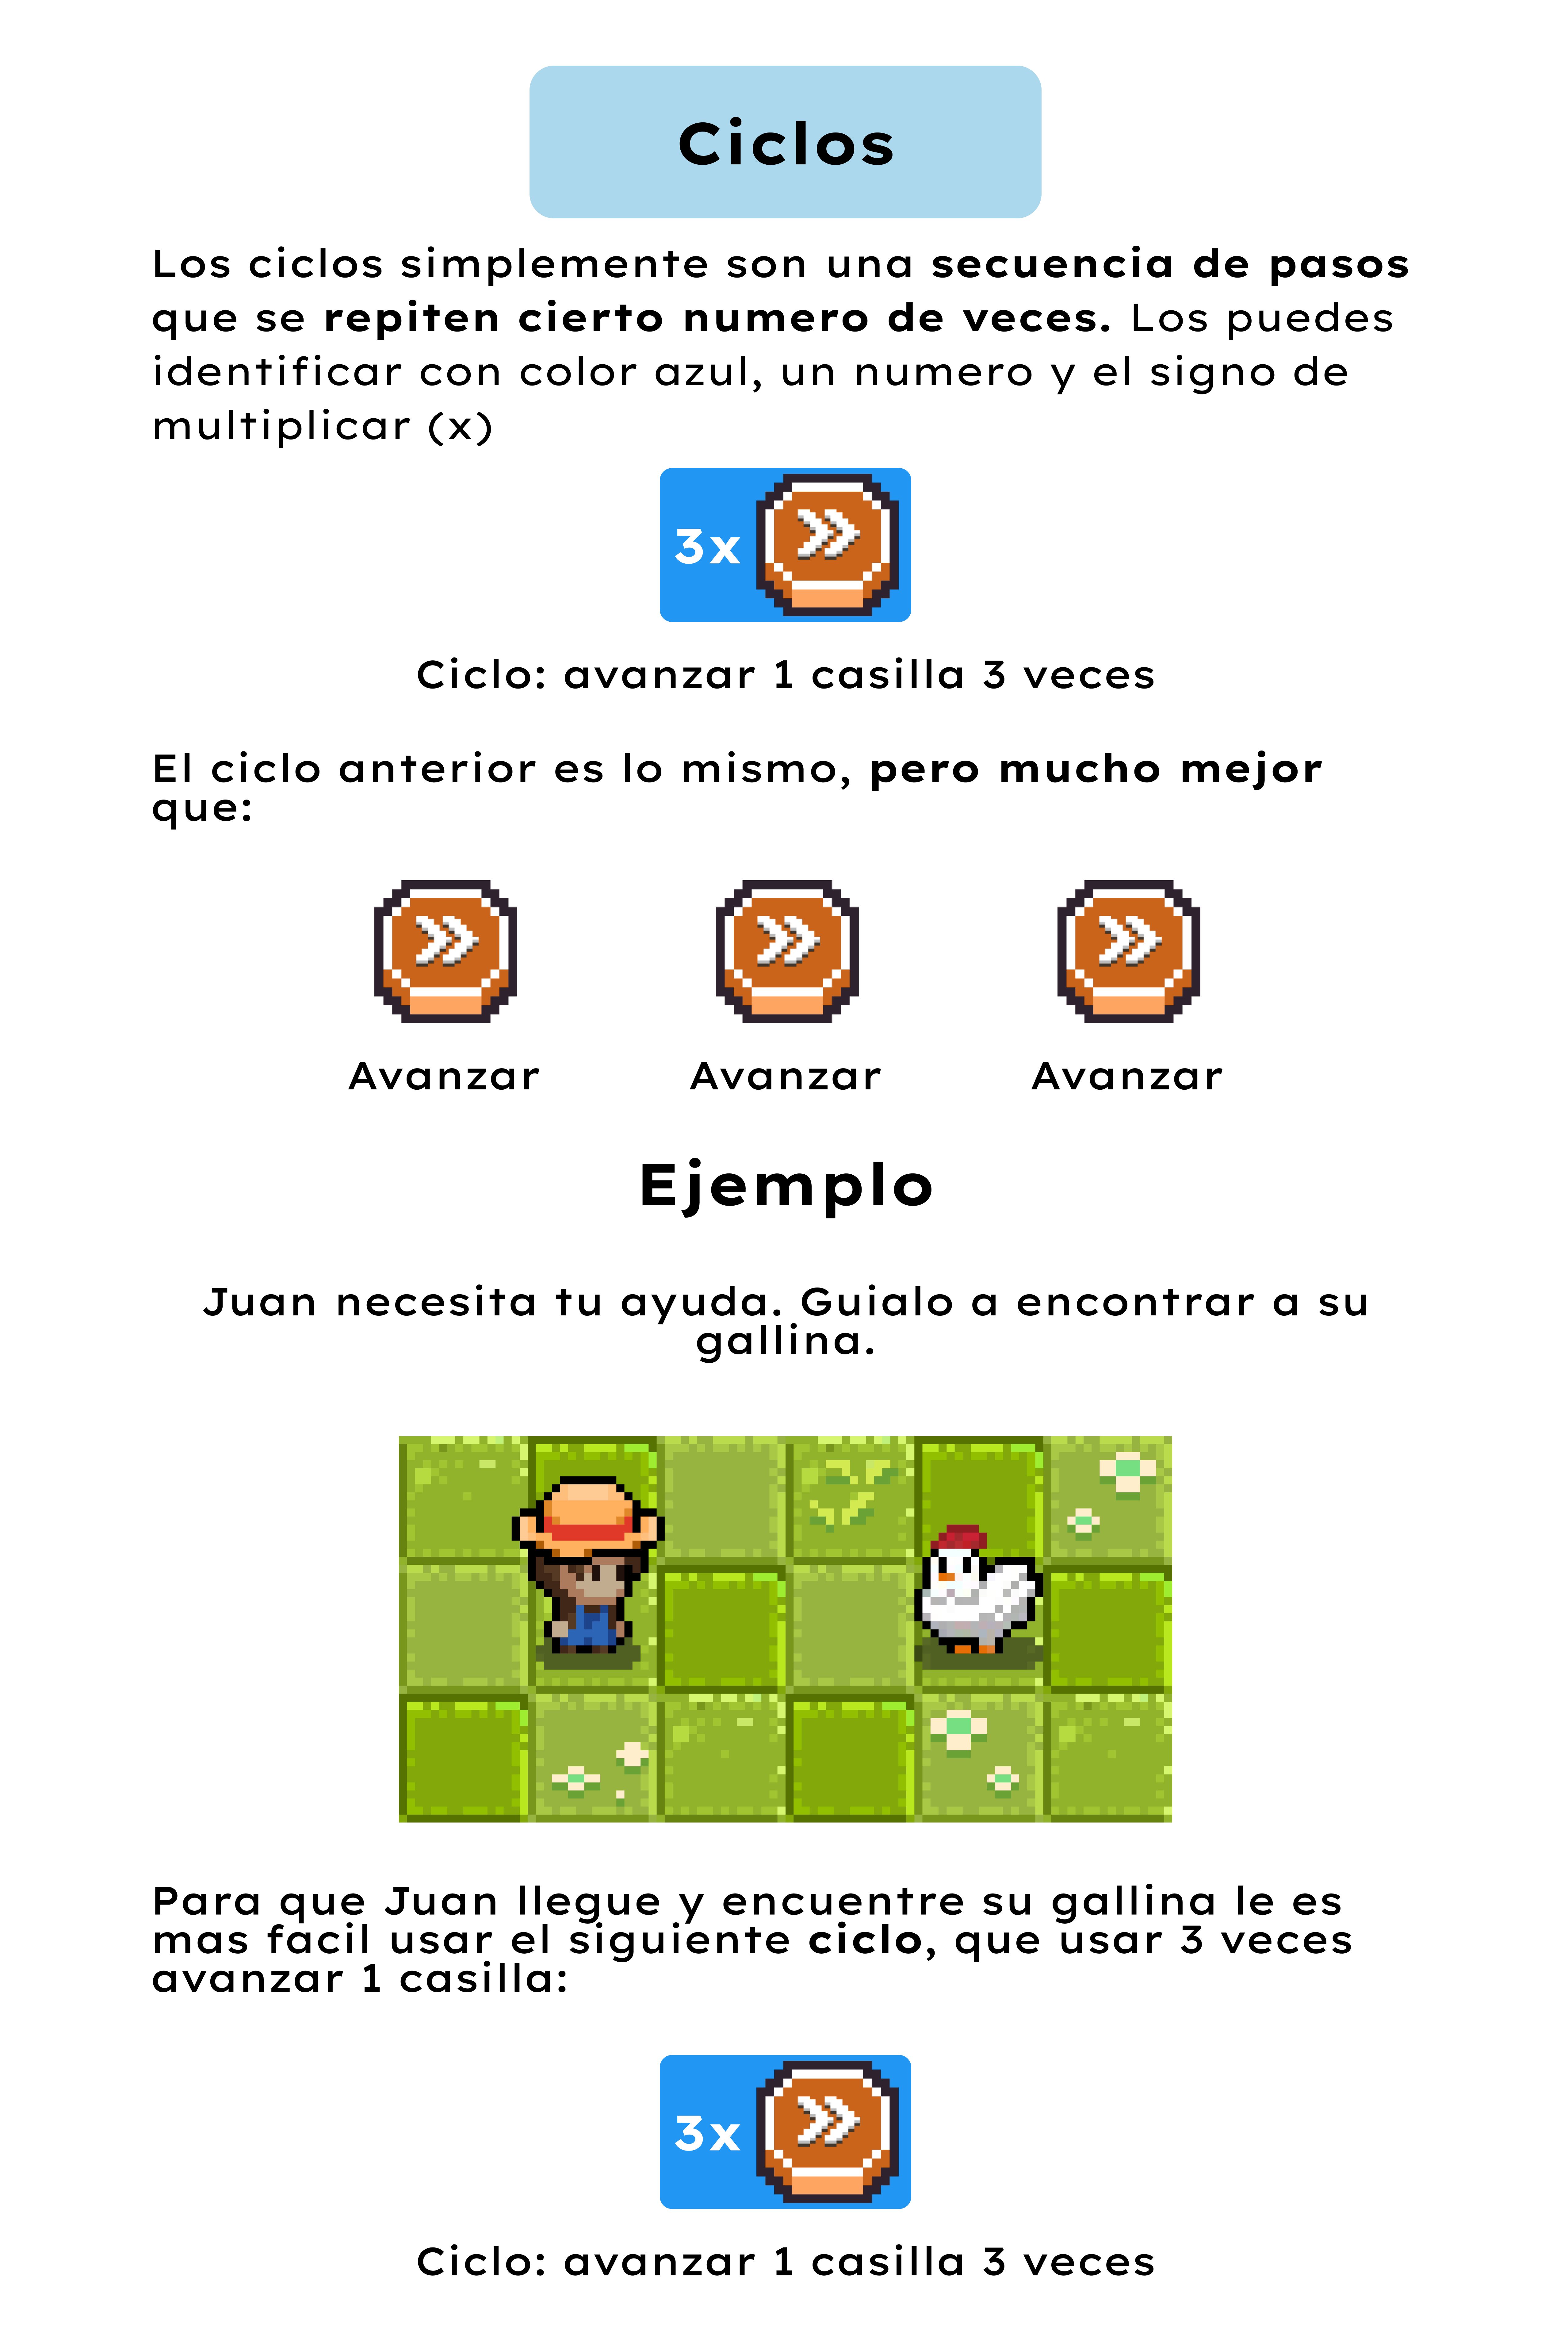 Ciclos
Los ciclos simplemente son una secuencia de pasos
que se repiten cierto numero de veces. Los puedes
identificar con color azul, un numero y el signo de
multiplicar (x)
3x
Ciclo: avanzar 1 casilla 3 veces
El ciclo anterior es lo mismo, pero mucho mejor
que:
Avanzar Avanzar Avanzar
Ejemplo
Juan necesita tu ayuda. Guialo a encontrar a su
gallina.
Para que Juan llegue y encuentre su gallina le es
mas facil usar el siguiente ciclo, que usar 3 veces
avanzar 1 casilla:
3x
Ciclo: avanzar 1 casilla 3 veces